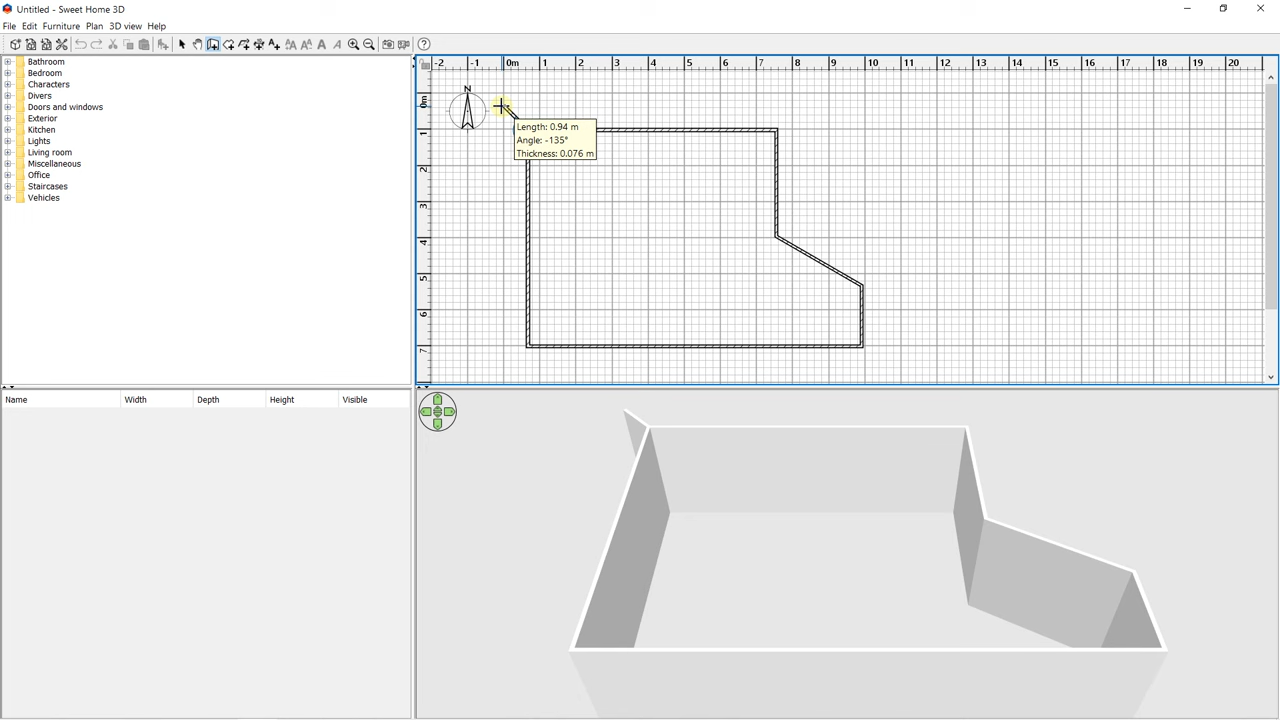 Untitled - Sweet Home 3D
File Edit Furniture Plan 3D view Help
Bathroom
Bedroom
Characters
Divers
Doors and windows
Exterior
Kitchen
Lights
Living room
Miscellaneous
Office
Staircases
Vehicles
Name Width Depth Height Visible
-2 -1 0m 1 2 3 4 5 6 7 8 9 10 11 12 13 14 15 16 17 18 19 20
0m
1
2
3
4
5
6
7
N
Length: 0.94 m
Angle: -135°
Thickness: 0.076 m